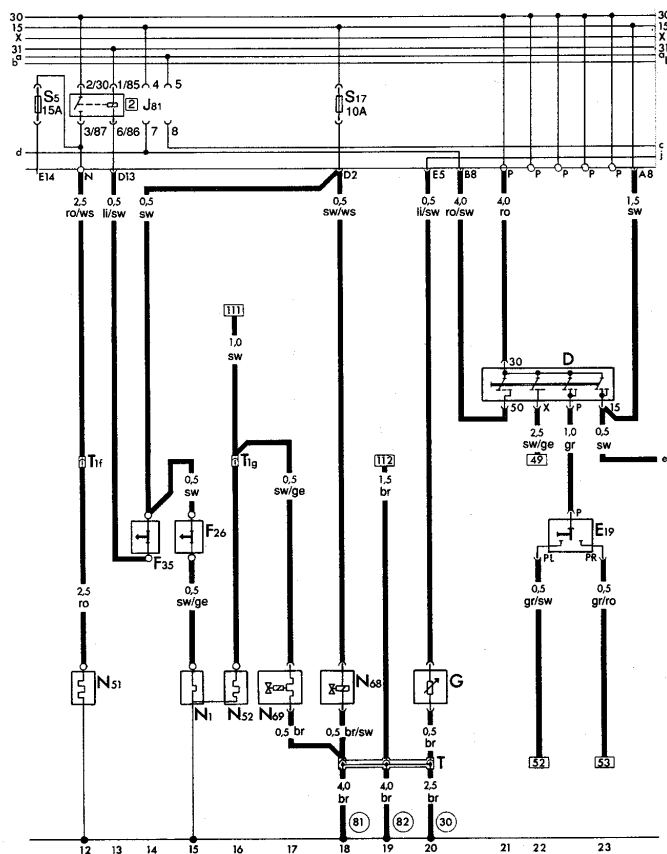 30 30
15 15
X X
31 31
a a
b b
2/30 1/85 4 5
S5 15A
2 J81
S17 10A
3/87 6/86 7 8
d c
j
E14 N D13 D2 E5 B8 P P P P P A8
2,5 0,5 0,5 0,5 0,5 4,0 4,0 1,5
ro/ws li/sw sw sw/ws li/sw ro/sw ro sw
111
1,0
sw
30 D
50 X P 15
2,5 1,0 0,5
sw/ge gr sw
49
e
T1f T1g 112
0,5 0,5 1,5
sw sw/ge br
F35 F26
P E19
PL PR
2,5 0,5 0,5 0,5
ro sw/ge gr/sw gr/ro
N51 N1 N52 N69 N68 G
0,5 br 0,5 br/sw 0,5
br
T
52 53
4,0 4,0 2,5
br br br
81 82 30
12 13 14 15 16 17 18 19 20 21 22 23